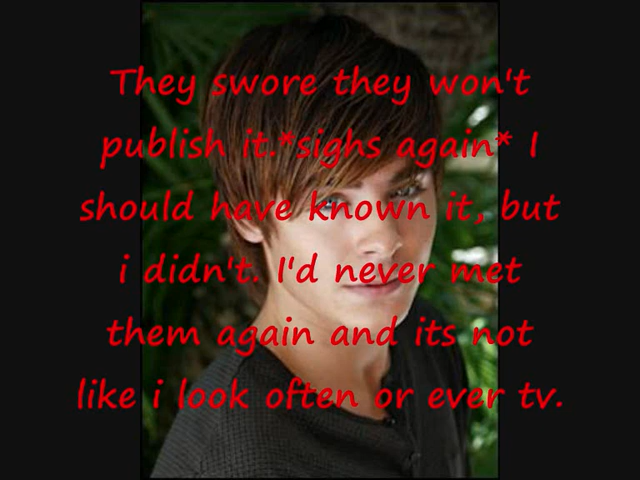 They swore they won't
publish it.*sighs again* I
should have known it, but
i didn't. I'd never met
them again and its not
like i look often or ever tv.